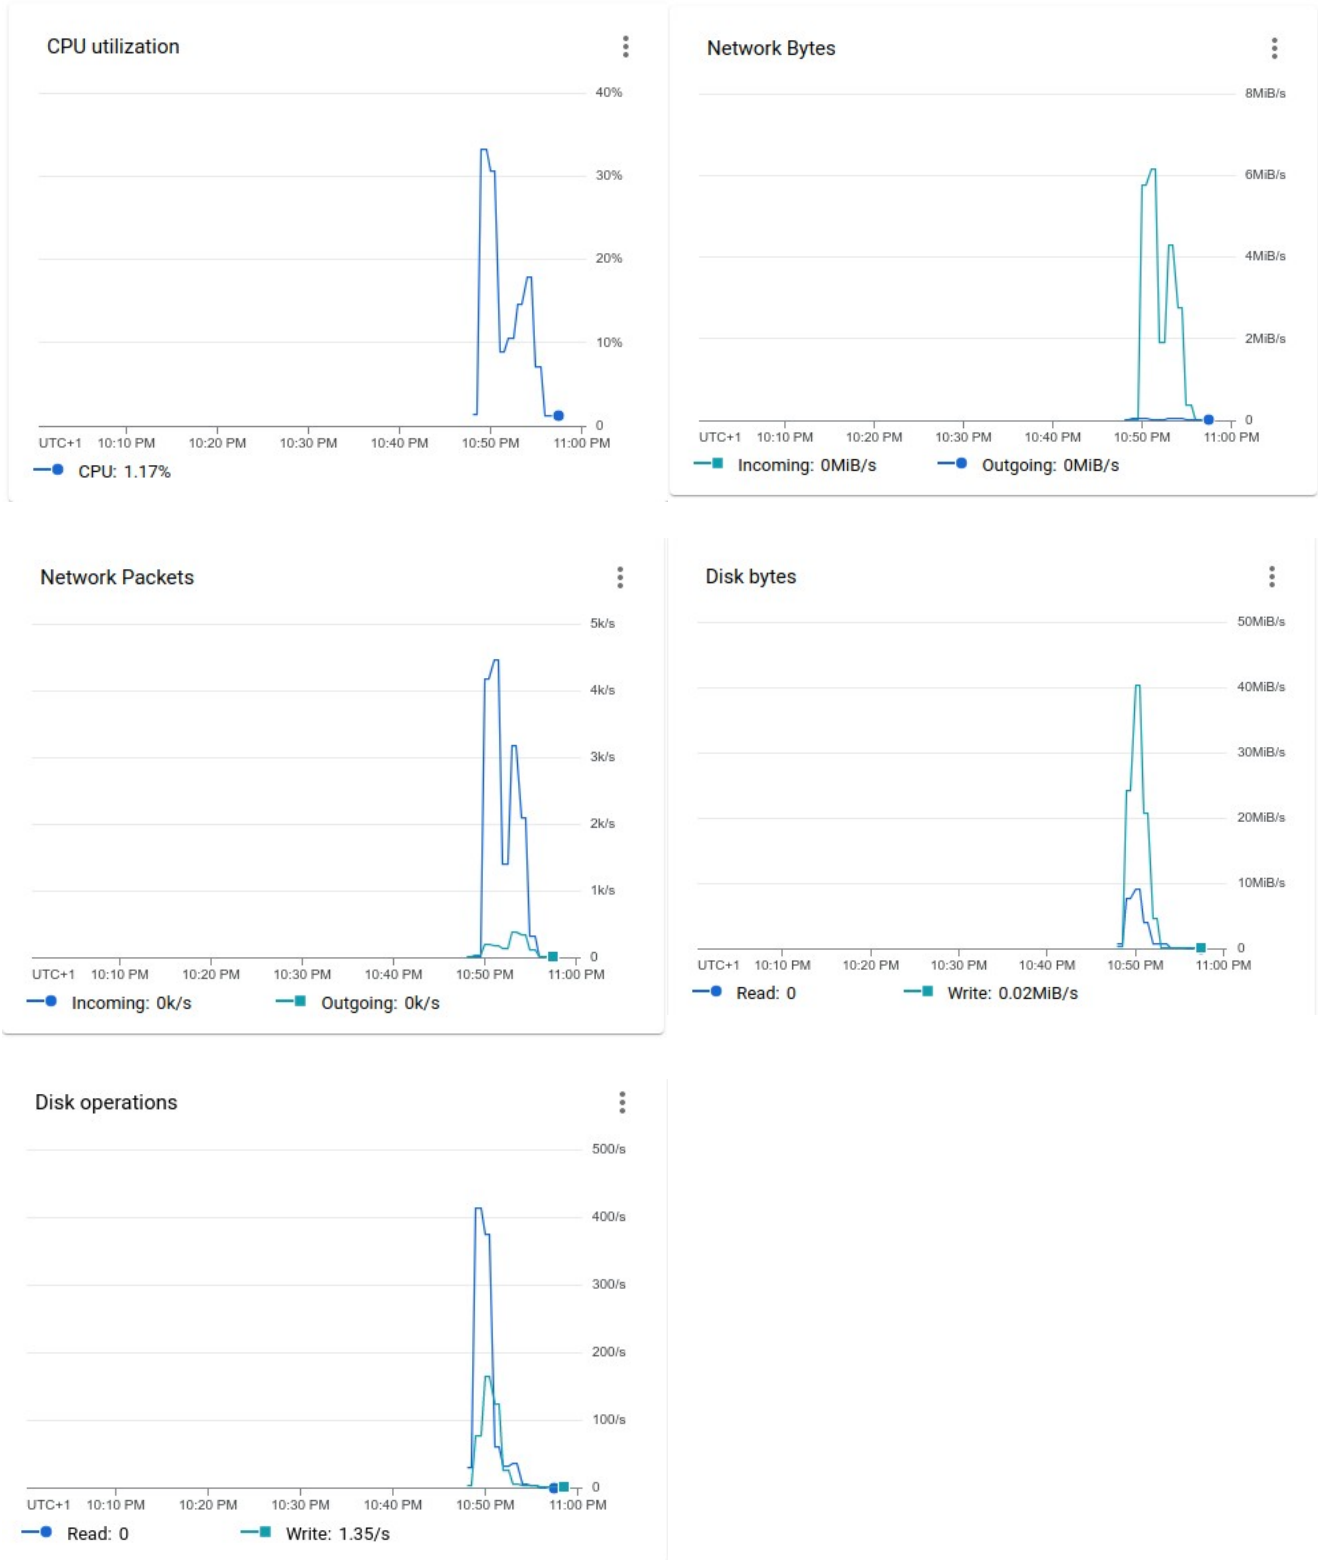 CPU utilization
40%
30%
20%
10%
0
UTC+1 10:10 PM 10:20 PM 10:30 PM 10:40 PM 10:50 PM 11:00 PM
CPU: 1.17%
Network Bytes
8MiB/s
6MiB/s
4MiB/s
2MiB/s
0
UTC+1 10:10 PM 10:20 PM 10:30 PM 10:40 PM 10:50 PM 11:00 PM
Incoming: 0MiB/s Outgoing: 0MiB/s
Network Packets
5k/s
4k/s
3k/s
2k/s
1k/s
0
UTC+1 10:10 PM 10:20 PM 10:30 PM 10:40 PM 10:50 PM 11:00 PM
Incoming: 0k/s Outgoing: 0k/s
Disk bytes
50MiB/s
40MiB/s
30MiB/s
20MiB/s
10MiB/s
0
UTC+1 10:10 PM 10:20 PM 10:30 PM 10:40 PM 10:50 PM 11:00 PM
Read: 0 Write: 0.02MiB/s
Disk operations
500/s
400/s
300/s
200/s
100/s
0
UTC+1 10:10 PM 10:20 PM 10:30 PM 10:40 PM 10:50 PM 11:00 PM
Read: 0 Write: 1.35/s